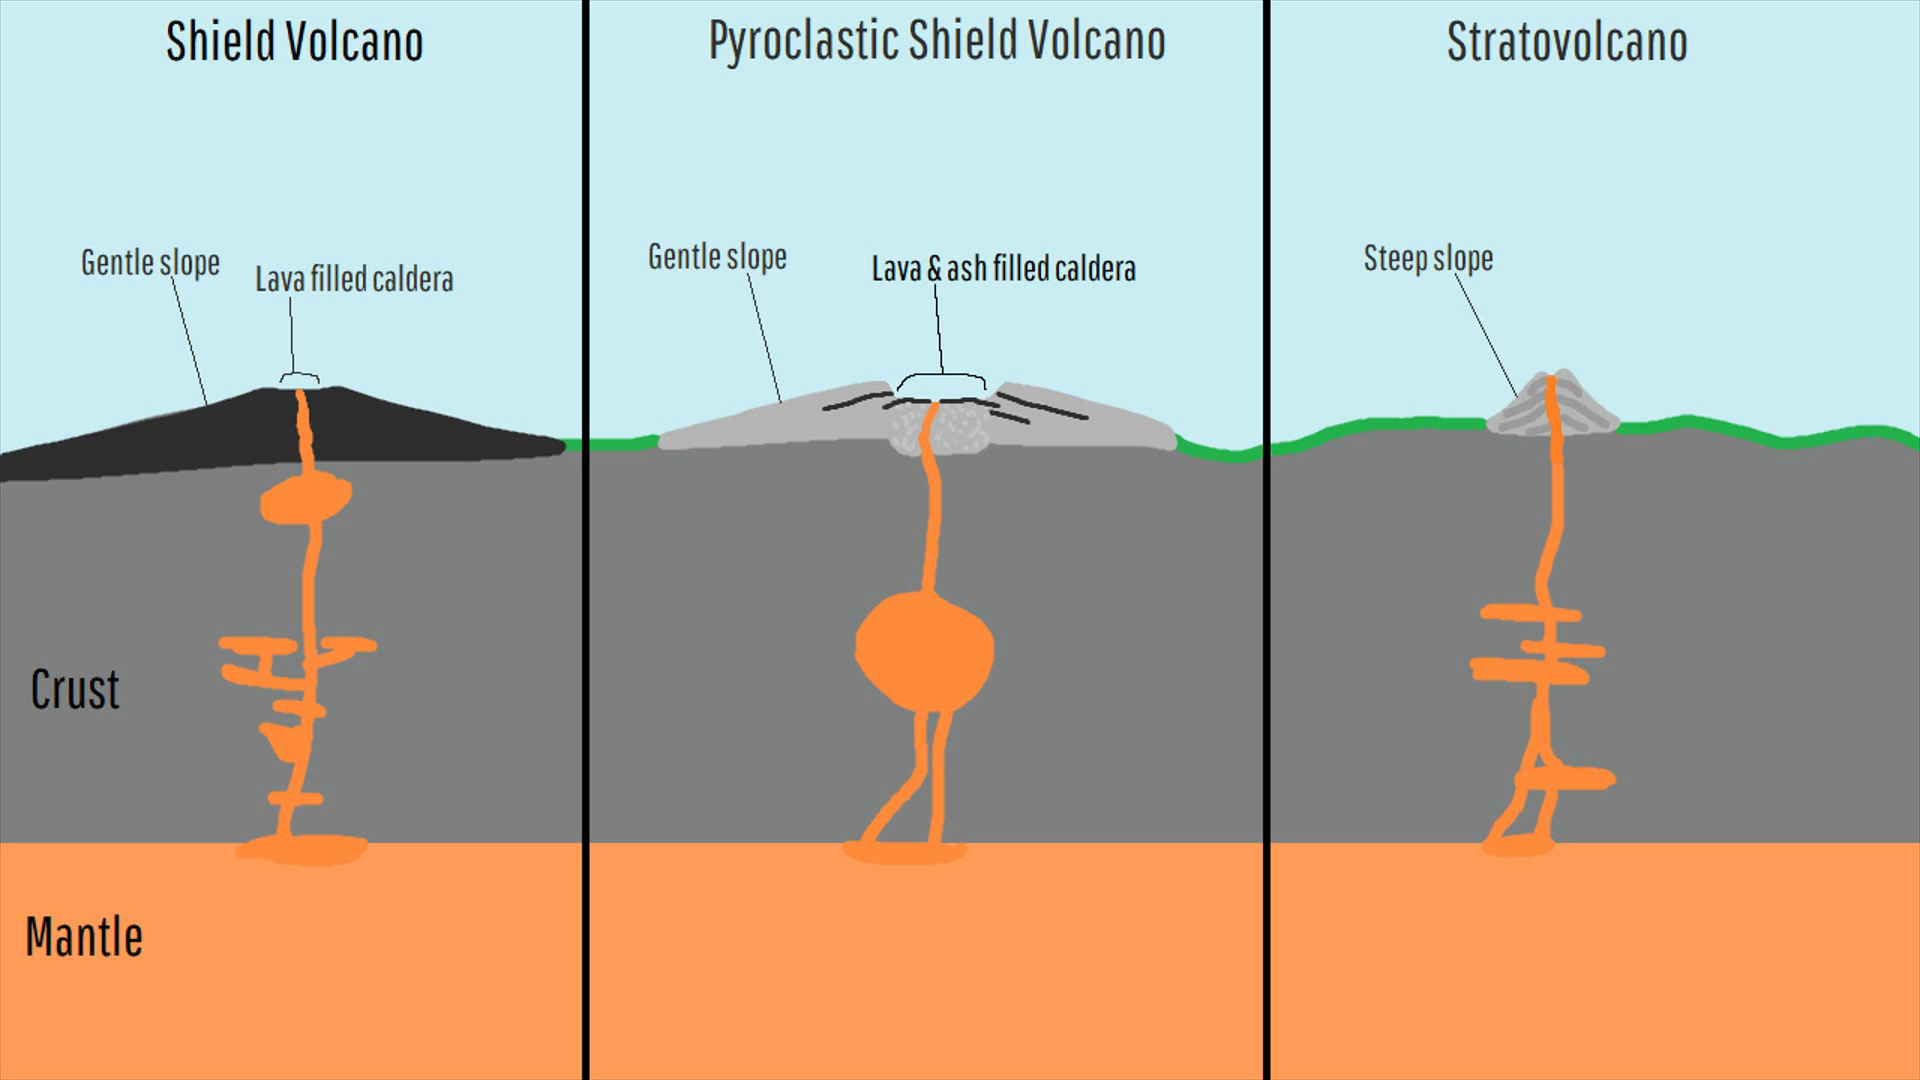 Shield Volcano
Pyroclastic Shield Volcano
Stratovolcano
Gentle slope
Lava filled caldera
Gentle slope
Lava & ash filled caldera
Steep slope
Crust
Mantle